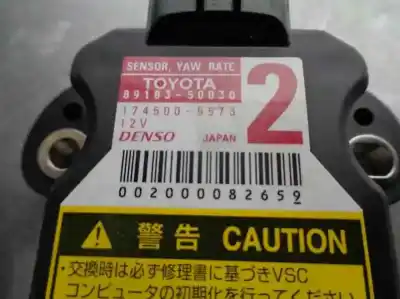 SENSOR, YAW RATE
TOYOTA
89183-50030
174500-5573
12V
DENSO JAPAN
2
0020000082652
警告 CAUTION
・交換時は必ず修理書に基づきVSC
コンピュータの初期化を行ってください